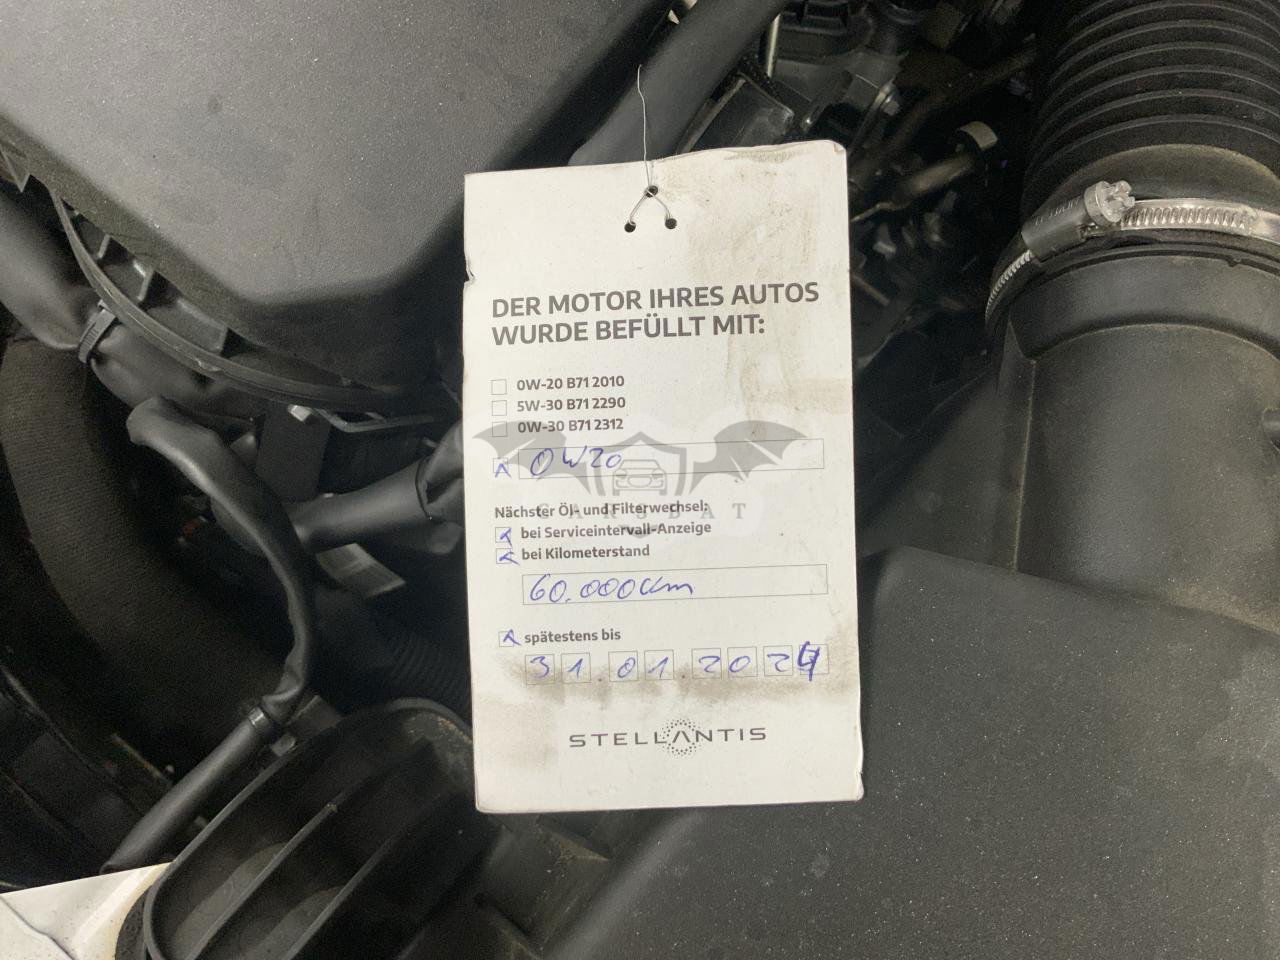 DER MOTOR IHRES AUTOS
WURDE BEFÜLLT MIT:
0W-20 B71 2010
5W-30 B71 2290
0W-30 B71 2312
0W20
Nächster Öl- und Filterwechsel:
CARSBAT
bei Serviceintervall-Anzeige
bei Kilometerstand
60.000km
spätestens bis
31.01.2024
STELLANTIS